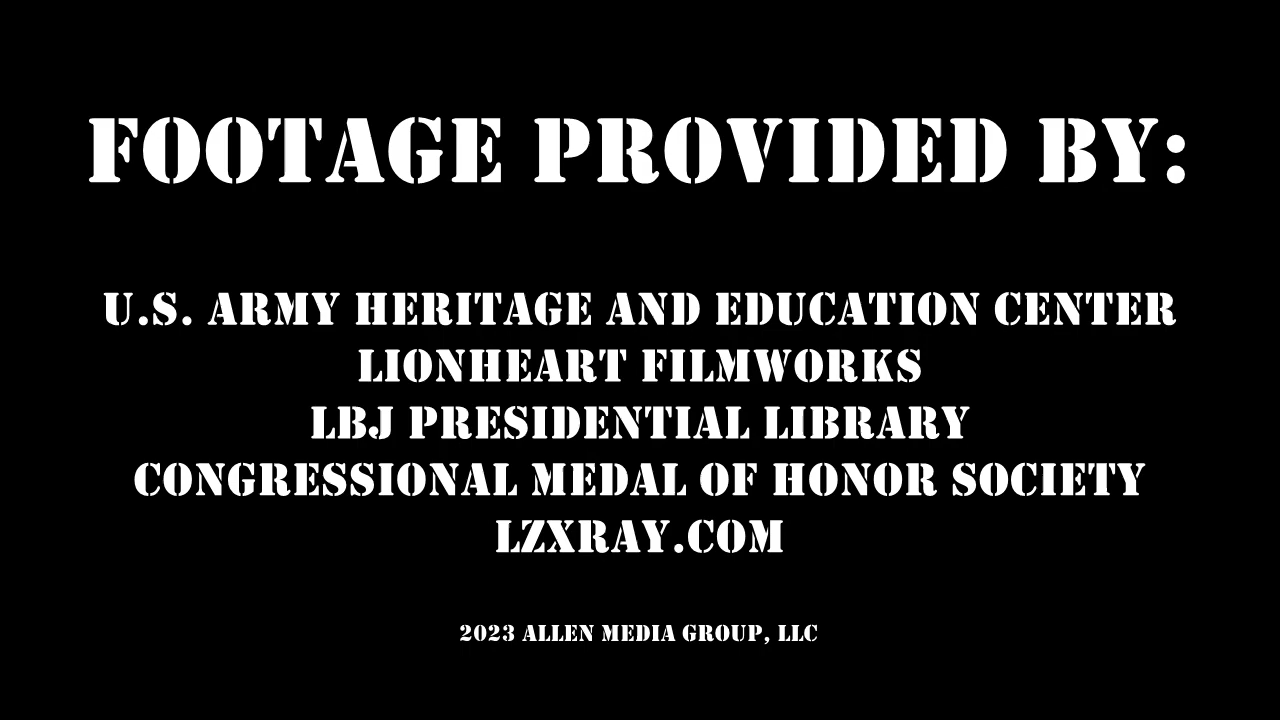 FOOTAGE PROVIDED BY:
U.S. ARMY HERITAGE AND EDUCATION CENTER
LIONHEART FILMWORKS
LBJ PRESIDENTIAL LIBRARY
CONGRESSIONAL MEDAL OF HONOR SOCIETY
LZXRAY.COM
2023 ALLEN MEDIA GROUP, LLC